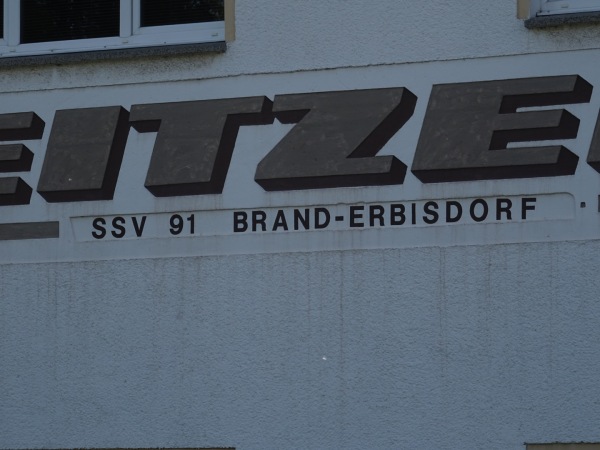 EITZE
SSV 91 BRAND-ERBISDORF